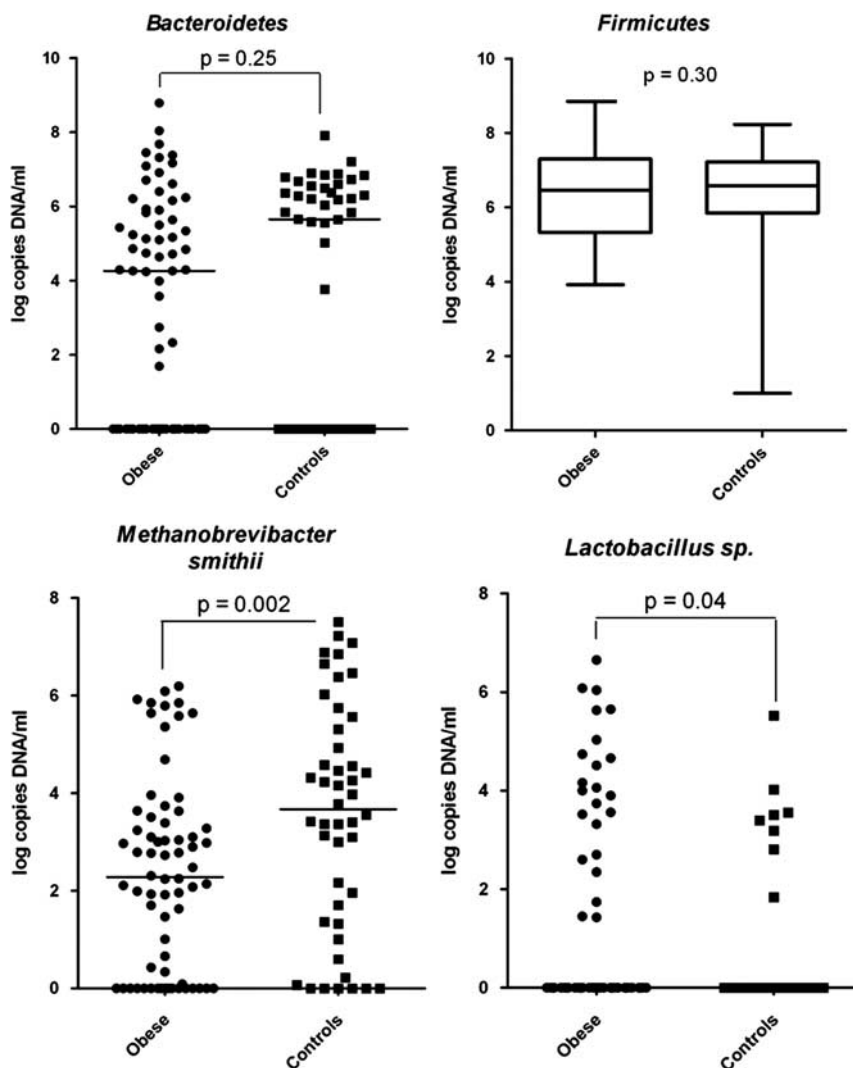 Bacteroidetes
p = 0.25
log copies DNA/ml
10
8
6
4
2
0
Obese
Controls
Firmicutes
p = 0.30
log copies DNA/ml
10
8
6
4
2
0
Obese
Controls
Methanobrevibacter
smithii
p = 0.002
log copies DNA/ml
8
6
4
2
0
Obese
Controls
Lactobacillus sp.
p = 0.04
log copies DNA/ml
8
6
4
2
0
Obese
Controls